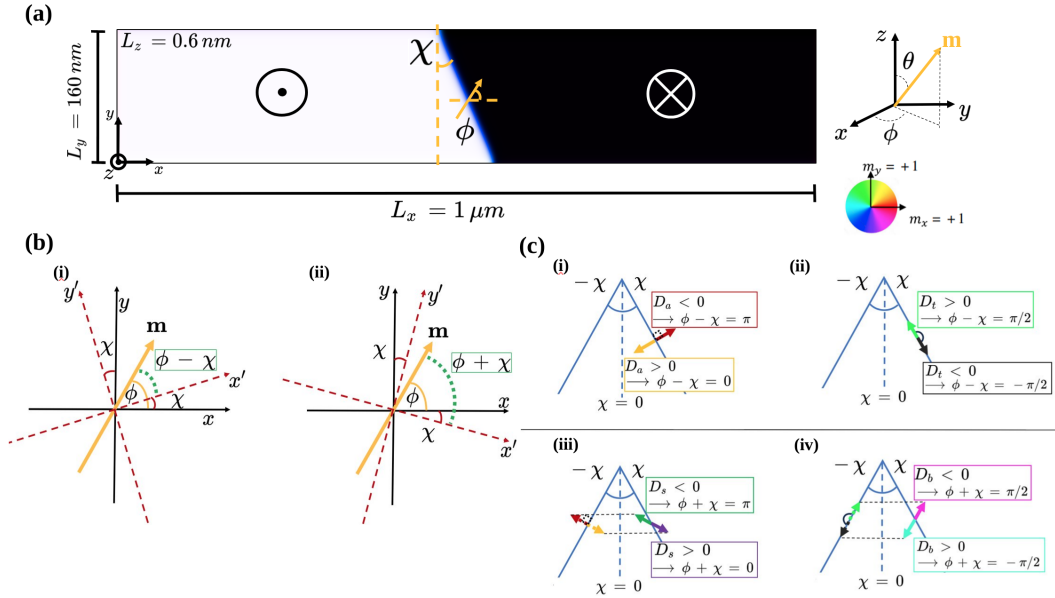 (a)
L_z = 0.6 nm
χ
ϕ
L_y = 160 nm
y
z
x
L_x = 1 μm
z
m
θ
y
x
ϕ
m_y = +1
m_x = +1
(b)
(i)
y′
y
m
χ
ϕ − χ
x′
ϕ
χ
x
(ii)
y
y′
m
χ
ϕ + χ
ϕ
x
χ
x′
(c)
(i)
− χ
χ
D_a < 0
→ ϕ − χ = π
D_a > 0
→ ϕ − χ = 0
χ = 0
(ii)
− χ
χ
D_t > 0
→ ϕ − χ = π/2
D_t < 0
→ ϕ − χ = − π/2
χ = 0
(iii)
− χ
χ
D_s < 0
→ ϕ + χ = π
D_s > 0
→ ϕ + χ = 0
χ = 0
(iv)
− χ
χ
D_b < 0
→ ϕ + χ = π/2
D_b > 0
→ ϕ + χ = − π/2
χ = 0